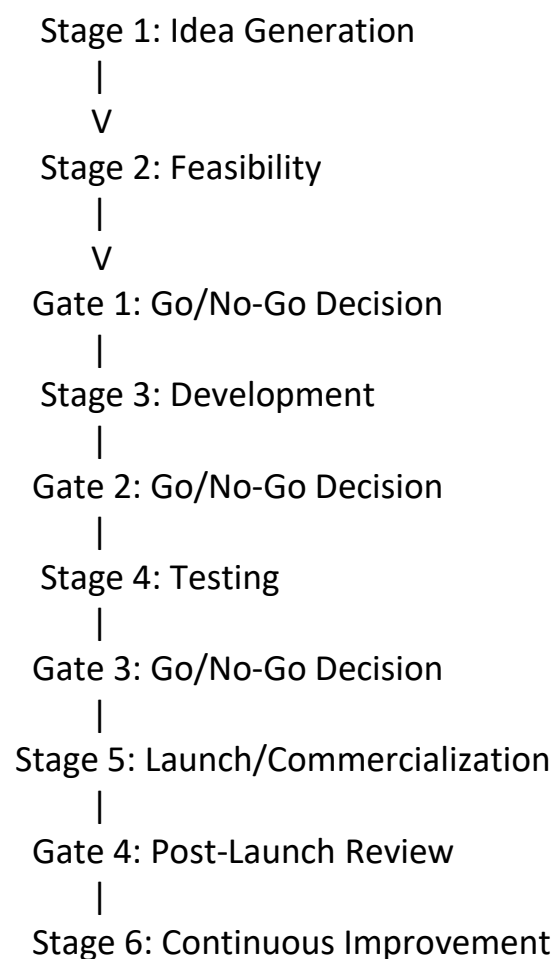 Stage 1: Idea Generation
|
V
Stage 2: Feasibility
|
V
Gate 1: Go/No-Go Decision
|
Stage 3: Development
|
Gate 2: Go/No-Go Decision
|
Stage 4: Testing
|
Gate 3: Go/No-Go Decision
|
Stage 5: Launch/Commercialization
|
Gate 4: Post-Launch Review
|
Stage 6: Continuous Improvement